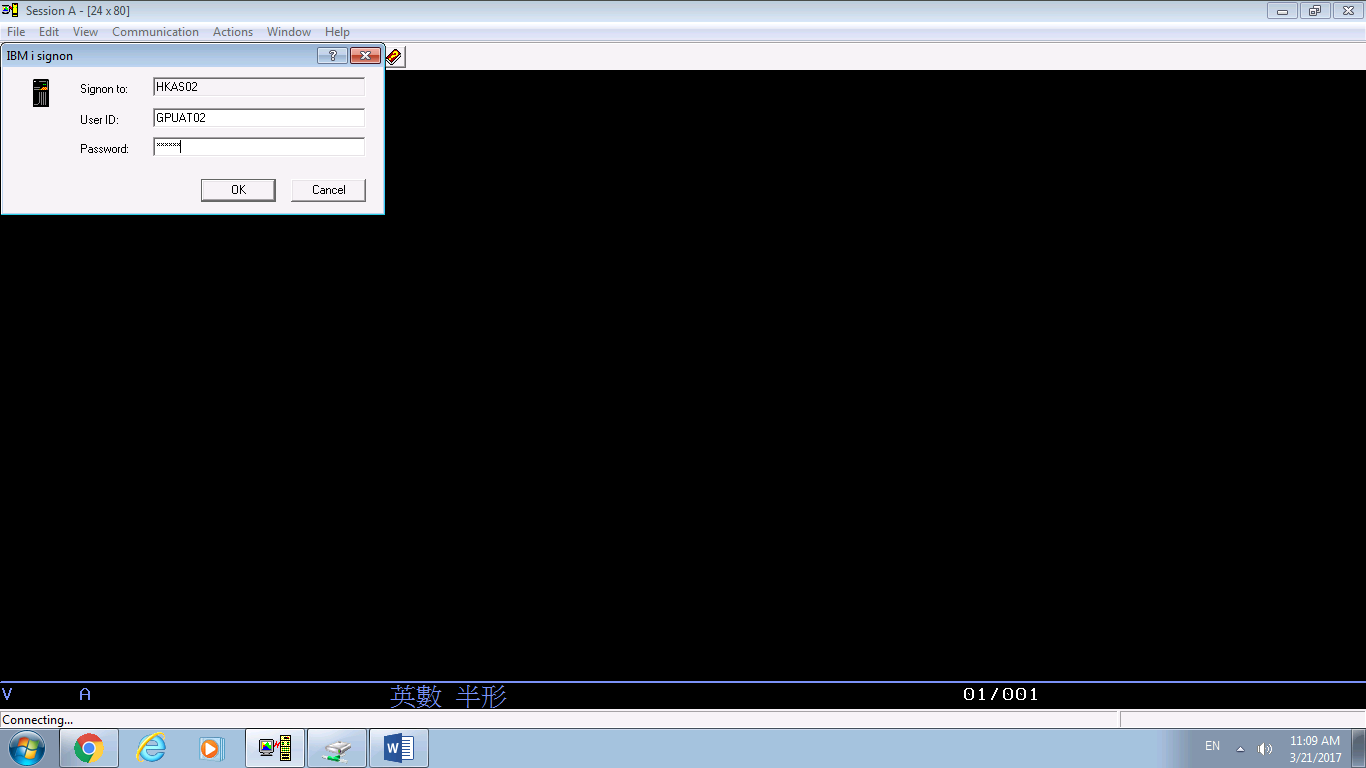 Session A - [24 x 80]
File Edit View Communication Actions Window Help
IBM i signon
Signon to: HKAS02
User ID: GPUAT02
Password: ××××××
OK Cancel
V A 英數 半形 01/001
Connecting...
EN 11:09 AM
3/21/2017